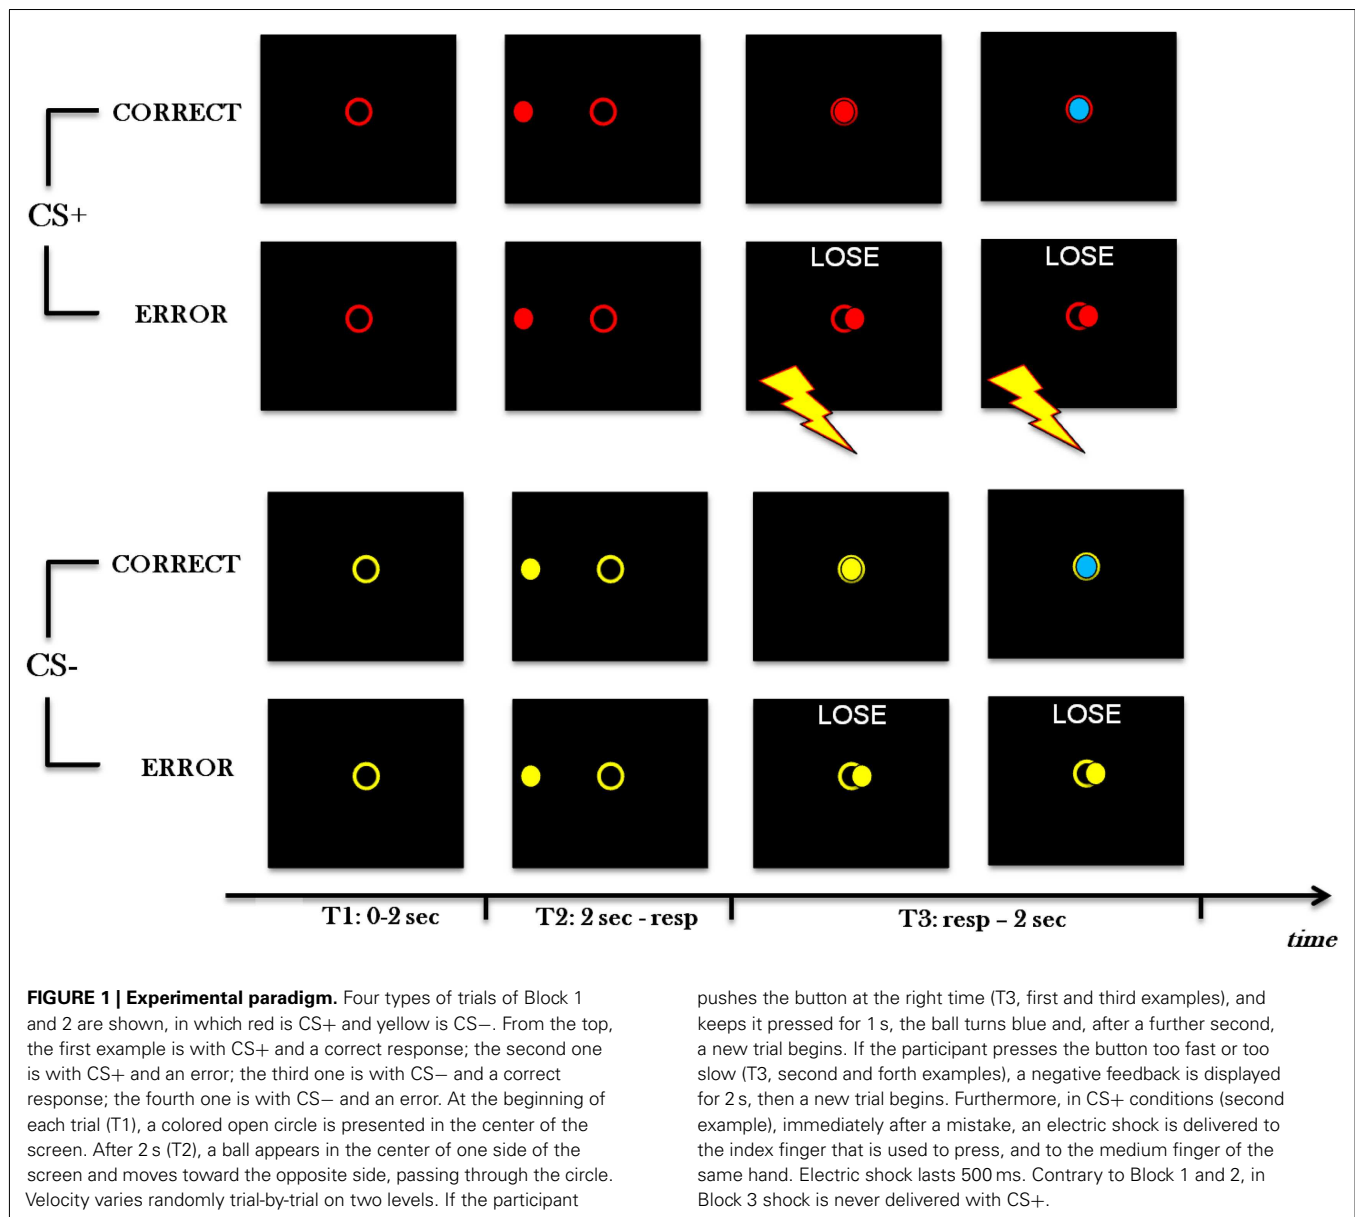 CORRECT
CS+
ERROR
LOSE
LOSE
CORRECT
CS-
ERROR
LOSE
LOSE
T1: 0-2 sec
T2: 2 sec - resp
T3: resp – 2 sec
time
FIGURE 1 | Experimental paradigm. Four types of trials of Block 1
and 2 are shown, in which red is CS+ and yellow is CS−. From the top,
the first example is with CS+ and a correct response; the second one
is with CS+ and an error; the third one is with CS− and a correct
response; the fourth one is with CS− and an error. At the beginning of
each trial (T1), a colored open circle is presented in the center of the
screen. After 2 s (T2), a ball appears in the center of one side of the
screen and moves toward the opposite side, passing through the circle.
Velocity varies randomly trial-by-trial on two levels. If the participant
pushes the button at the right time (T3, first and third examples), and
keeps it pressed for 1 s, the ball turns blue and, after a further second,
a new trial begins. If the participant presses the button too fast or too
slow (T3, second and forth examples), a negative feedback is displayed
for 2 s, then a new trial begins. Furthermore, in CS+ conditions (second
example), immediately after a mistake, an electric shock is delivered to
the index finger that is used to press, and to the medium finger of the
same hand. Electric shock lasts 500 ms. Contrary to Block 1 and 2, in
Block 3 shock is never delivered with CS+.